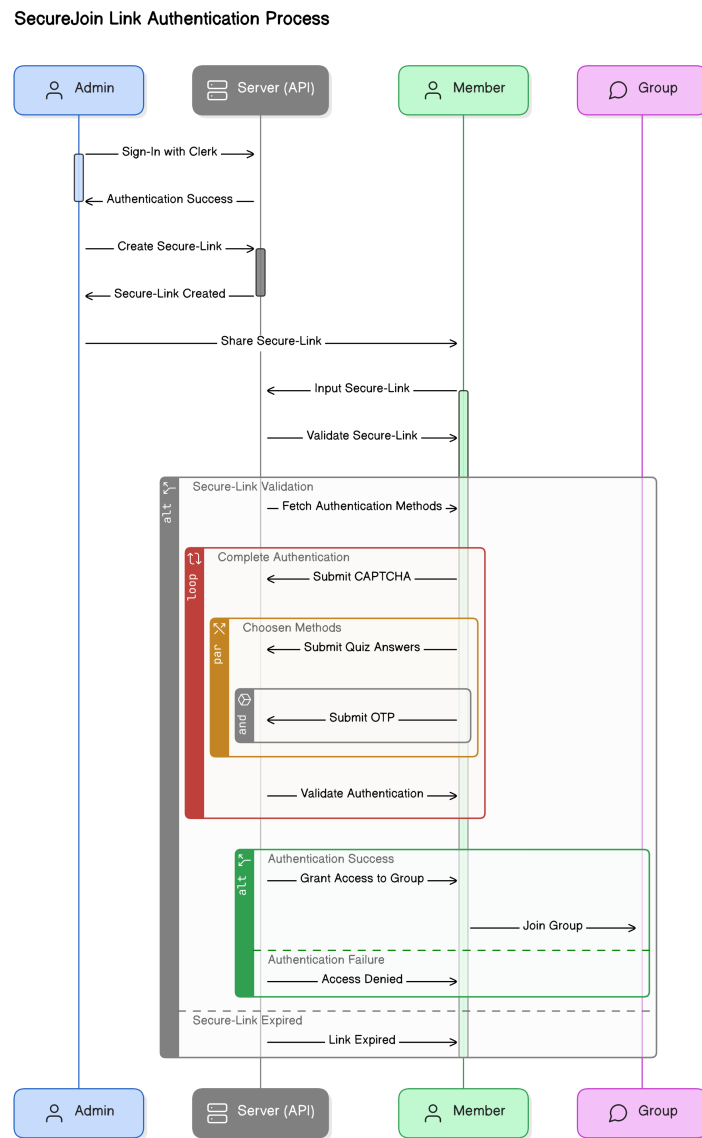 SecureJoin Link Authentication Process
Admin
Server (API)
Member
Group
Sign-In with Clerk
Authentication Success
Create Secure-Link
Secure-Link Created
Share Secure-Link
Input Secure-Link
Validate Secure-Link
alt
Secure-Link Validation
Fetch Authentication Methods
loop
Complete Authentication
Submit CAPTCHA
par
Choosen Methods
Submit Quiz Answers
and
Submit OTP
Validate Authentication
alt
Authentication Success
Grant Access to Group
Join Group
Authentication Failure
Access Denied
Secure-Link Expired
Link Expired
Admin
Server (API)
Member
Group